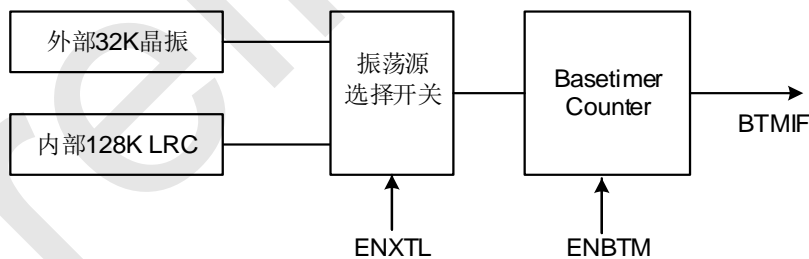 外部32K晶振
内部128K LRC
振荡源
选择开关
Basetimer
Counter
BTMIF
ENXTL
ENBTM